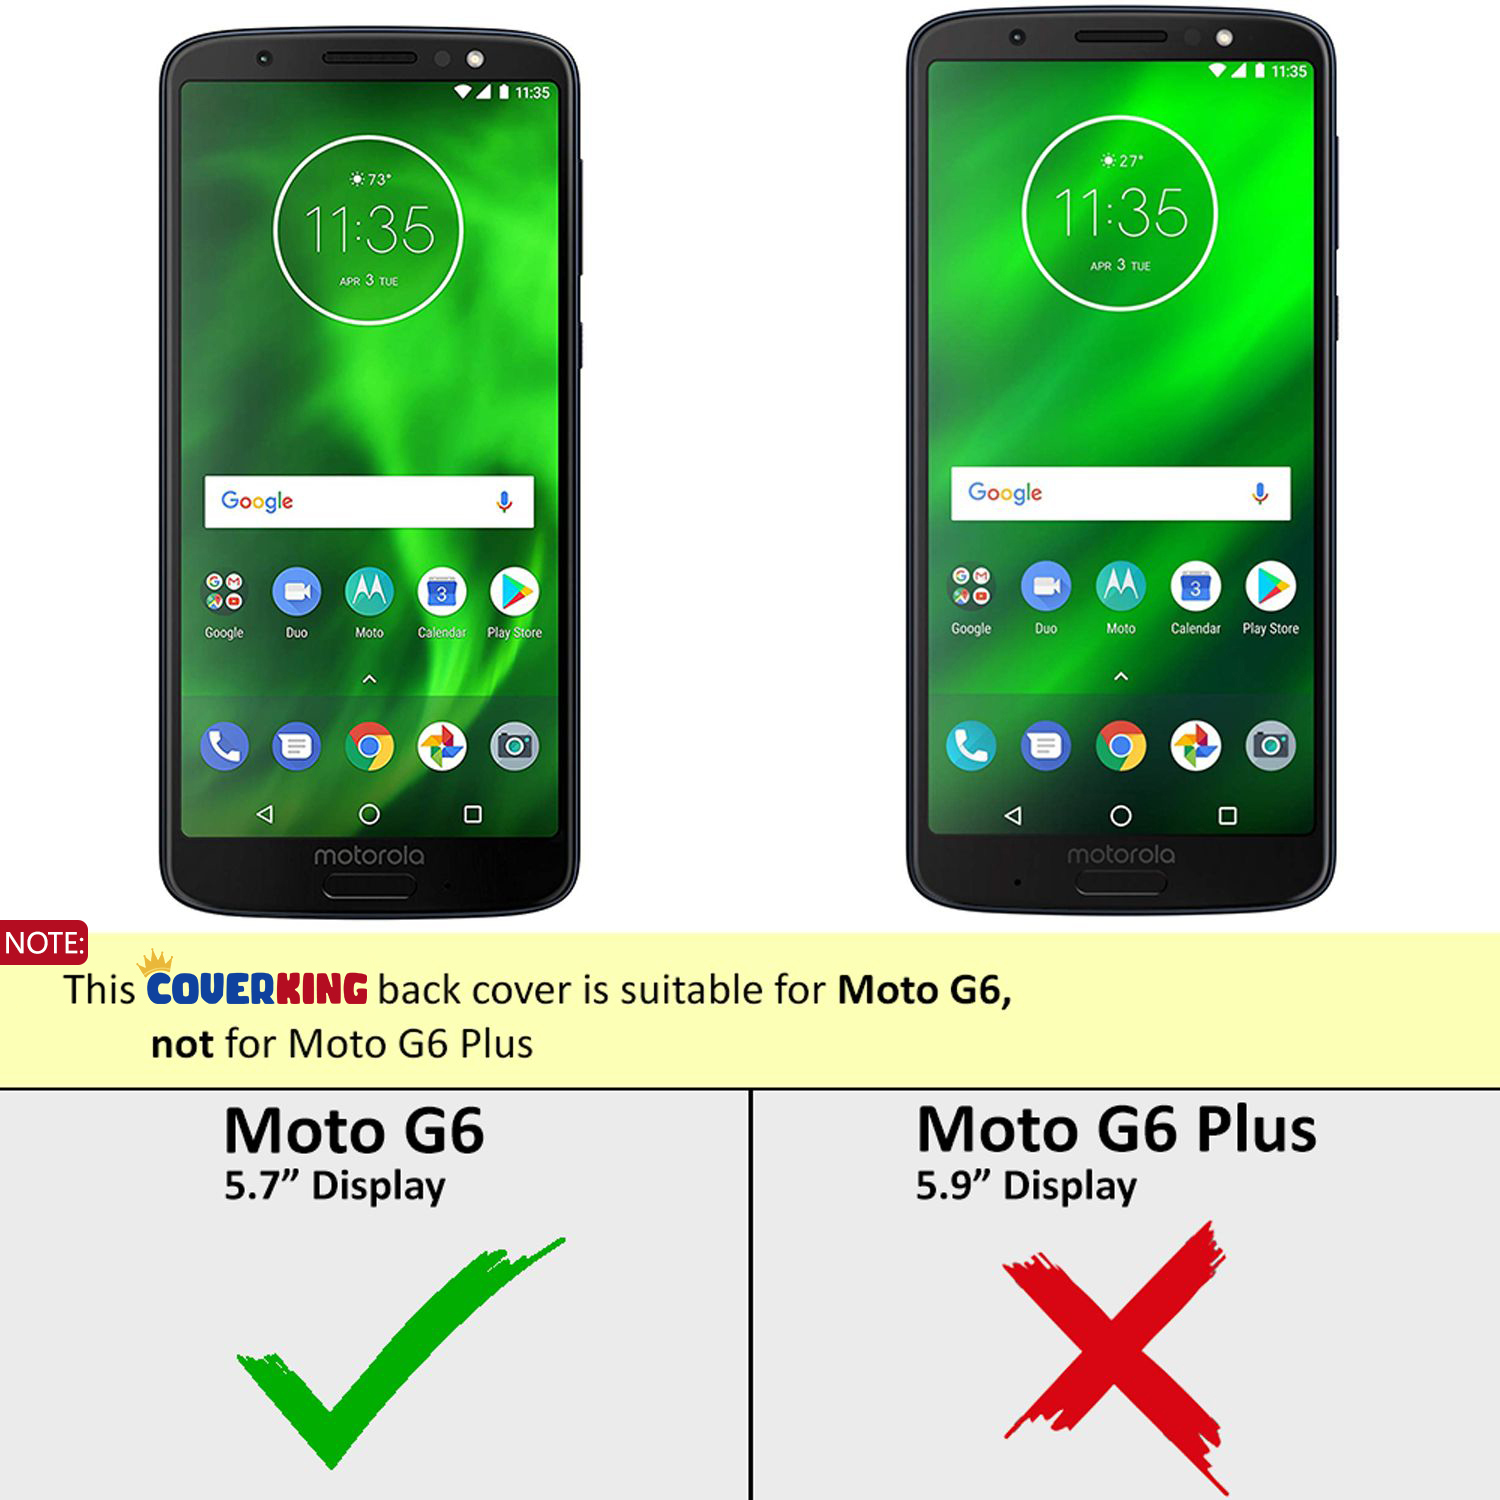 11:35
73°
11:35
APR 3 TUE
Google
3
Google Duo Moto Calendar Play Store
motorola
11:35
27°
11:35
APR 3 TUE
Google
3
Google Duo Moto Calendar Play Store
motorola
NOTE:
This COVERKING back cover is suitable for Moto G6,
not for Moto G6 Plus
Moto G6
5.7” Display
Moto G6 Plus
5.9” Display